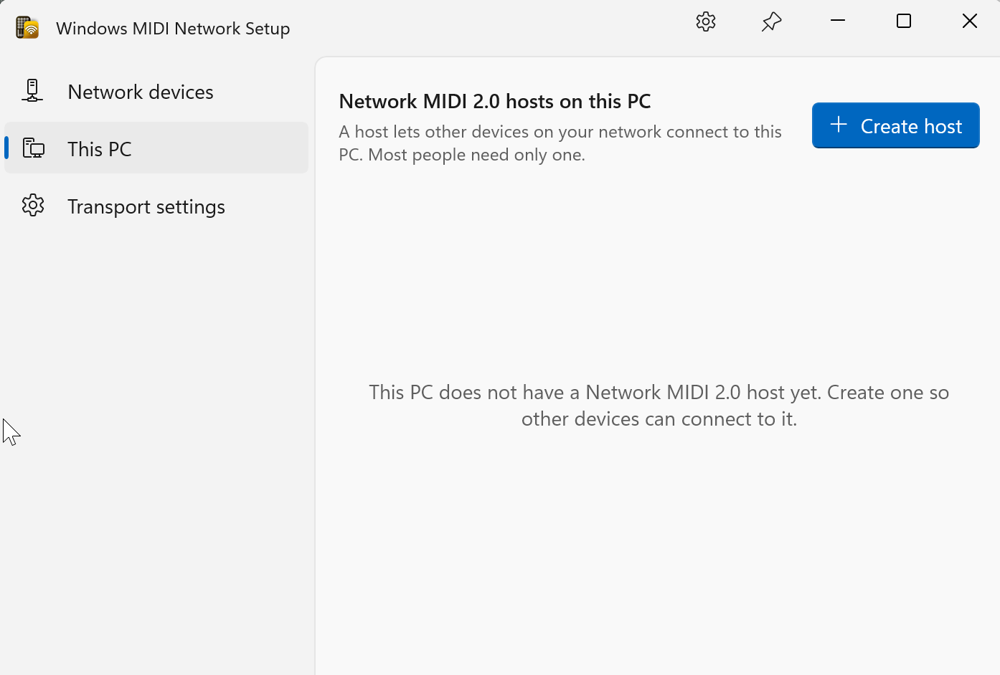 Windows MIDI Network Setup
Network devices
This PC
Transport settings
Network MIDI 2.0 hosts on this PC
A host lets other devices on your network connect to this
PC. Most people need only one.
Create host
This PC does not have a Network MIDI 2.0 host yet. Create one so
other devices can connect to it.